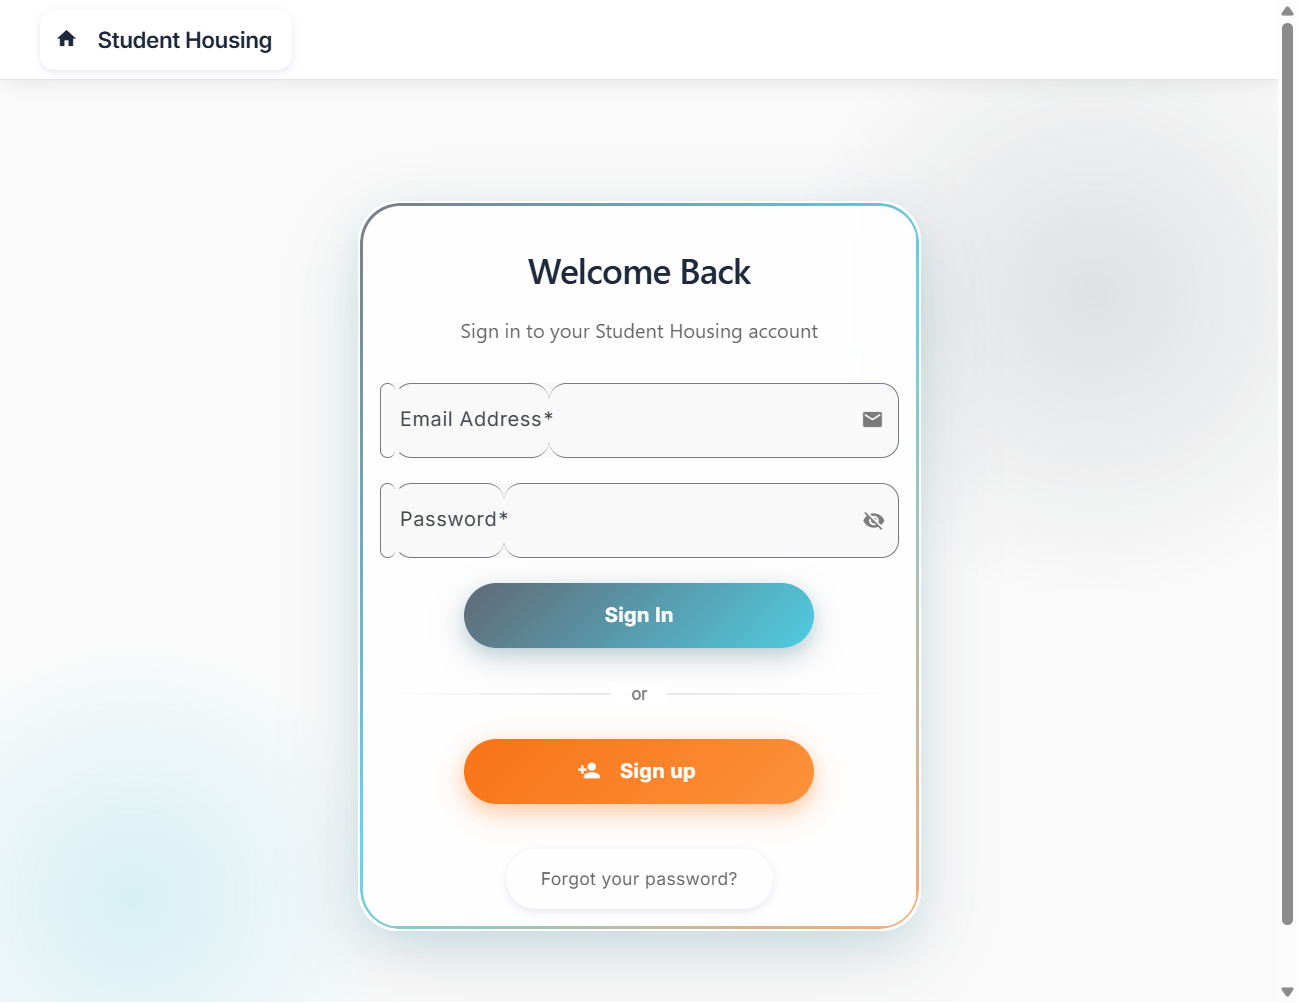 Student Housing
Welcome Back
Sign in to your Student Housing account
Email Address*
Password*
Sign In
or
Sign up
Forgot your password?